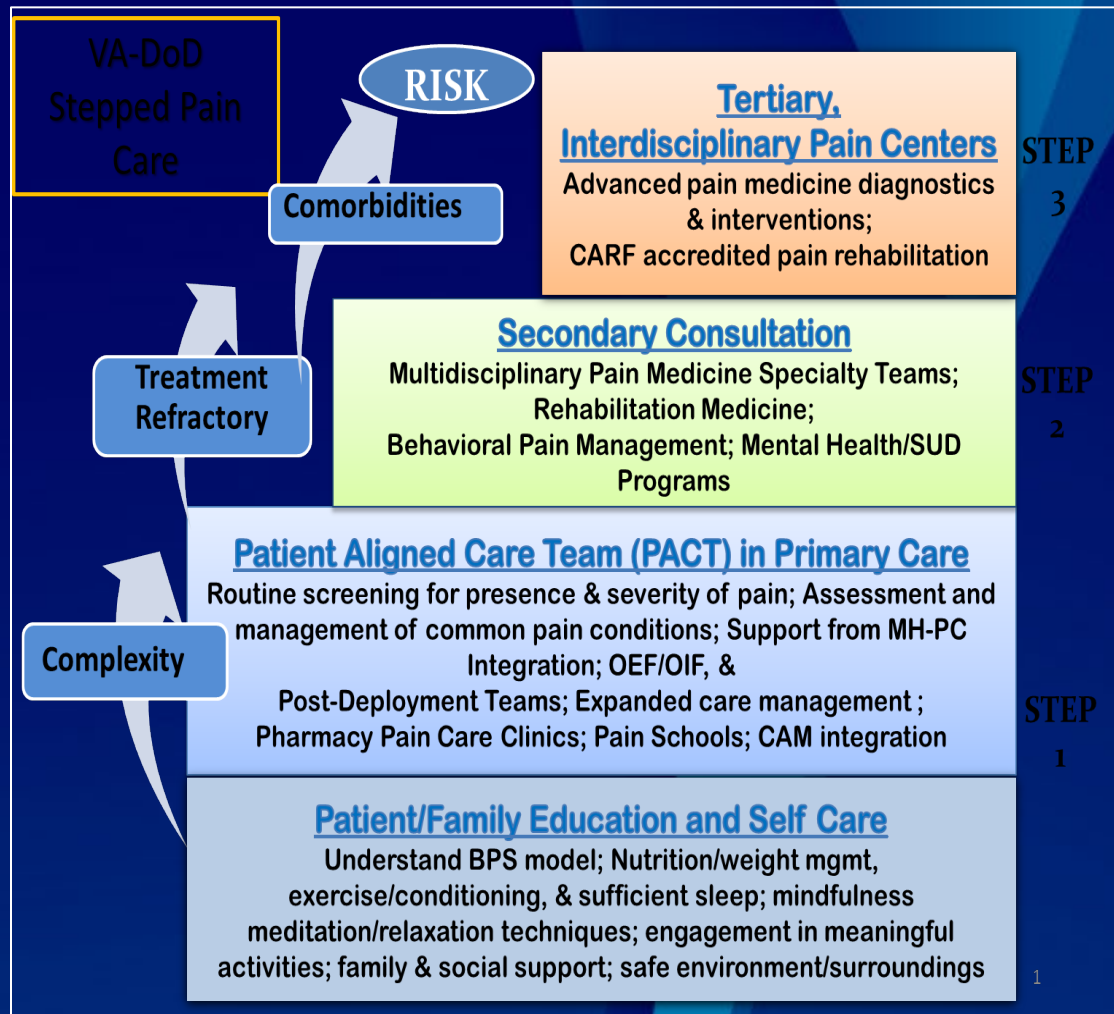 VA-DoD
Stepped Pain
Care
RISK
Comorbidities
Treatment
Refractory
Complexity
Tertiary,
Interdisciplinary Pain Centers
Advanced pain medicine diagnostics
& interventions;
CARF accredited pain rehabilitation
STEP
3
Secondary Consultation
Multidisciplinary Pain Medicine Specialty Teams;
Rehabilitation Medicine;
Behavioral Pain Management; Mental Health/SUD
Programs
STEP
2
Patient Aligned Care Team (PACT) in Primary Care
Routine screening for presence & severity of pain; Assessment and
management of common pain conditions; Support from MH-PC
Integration; OEF/OIF, &
Post-Deployment Teams; Expanded care management ;
Pharmacy Pain Care Clinics; Pain Schools; CAM integration
STEP
1
Patient/Family Education and Self Care
Understand BPS model; Nutrition/weight mgmt,
exercise/conditioning, & sufficient sleep; mindfulness
meditation/relaxation techniques; engagement in meaningful
activities; family & social support; safe environment/surroundings
1